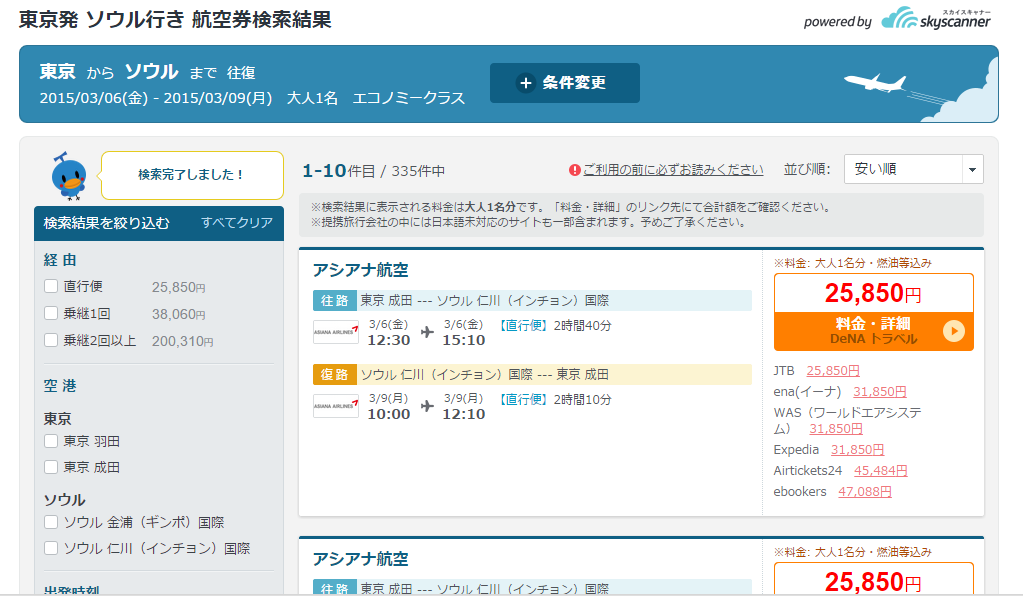 東京発 ソウル行き 航空券検索結果
powered by スカイスキャナー skyscanner
東京 から ソウル まで 往復
2015/03/06(金) - 2015/03/09(月) 大人1名 エコノミークラス
+ 条件変更
検索完了しました！
検索結果を絞り込む すべてクリア
経由
直行便 25,850円
乗継1回 38,060円
乗継2回以上 200,310円
空港
東京
東京 羽田
東京 成田
ソウル
ソウル 金浦（ギンポ）国際
ソウル 仁川（インチョン）国際
出発時刻
1-10件目 / 335件中
ご利用の前に必ずお読みください
並び順： 安い順
※検索結果に表示される料金は大人1名分です。「料金・詳細」のリンク先にて合計額をご確認ください。
※提携旅行会社の中には日本語未対応のサイトも一部含まれます。予めご了承ください。
アシアナ航空
往路 東京 成田 --- ソウル 仁川（インチョン）国際
ASIANA AIRLINES
3/6(金) 3/6(金) 【直行便】2時間40分
12:30 15:10
復路 ソウル 仁川（インチョン）国際 --- 東京 成田
ASIANA AIRLINES
3/9(月) 3/9(月) 【直行便】2時間10分
10:00 12:10
※料金: 大人1名分・燃油等込み
25,850円
料金・詳細
DeNA トラベル
JTB 25,850円
ena(イーナ) 31,850円
WAS（ワールドエアシステ
ム） 31,850円
Expedia 31,850円
Airtickets24 45,484円
ebookers 47,088円
アシアナ航空
往路 東京 成田 --- ソウル 仁川（インチョン）国際
※料金: 大人1名分・燃油等込み
25,850円